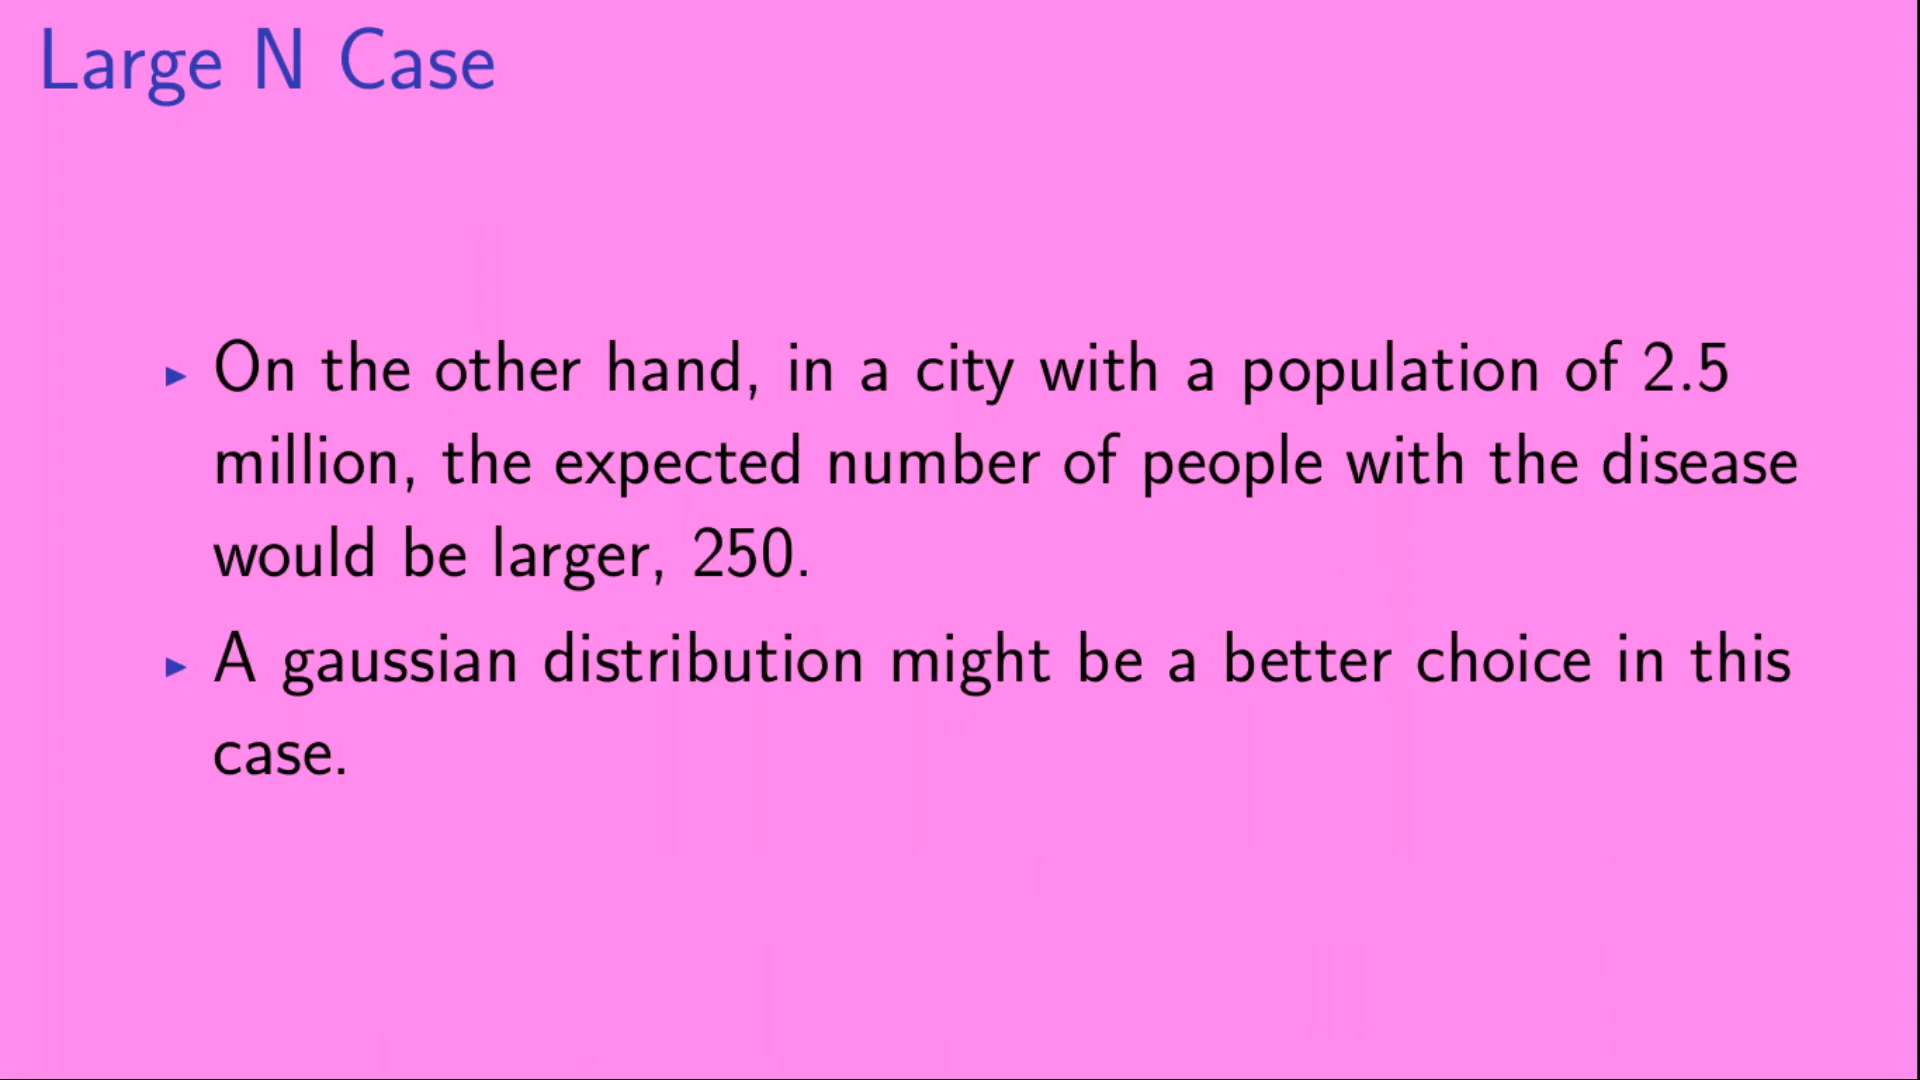 Large N Case
▸ On the other hand, in a city with a population of 2.5
million, the expected number of people with the disease
would be larger, 250.
▸ A gaussian distribution might be a better choice in this
case.